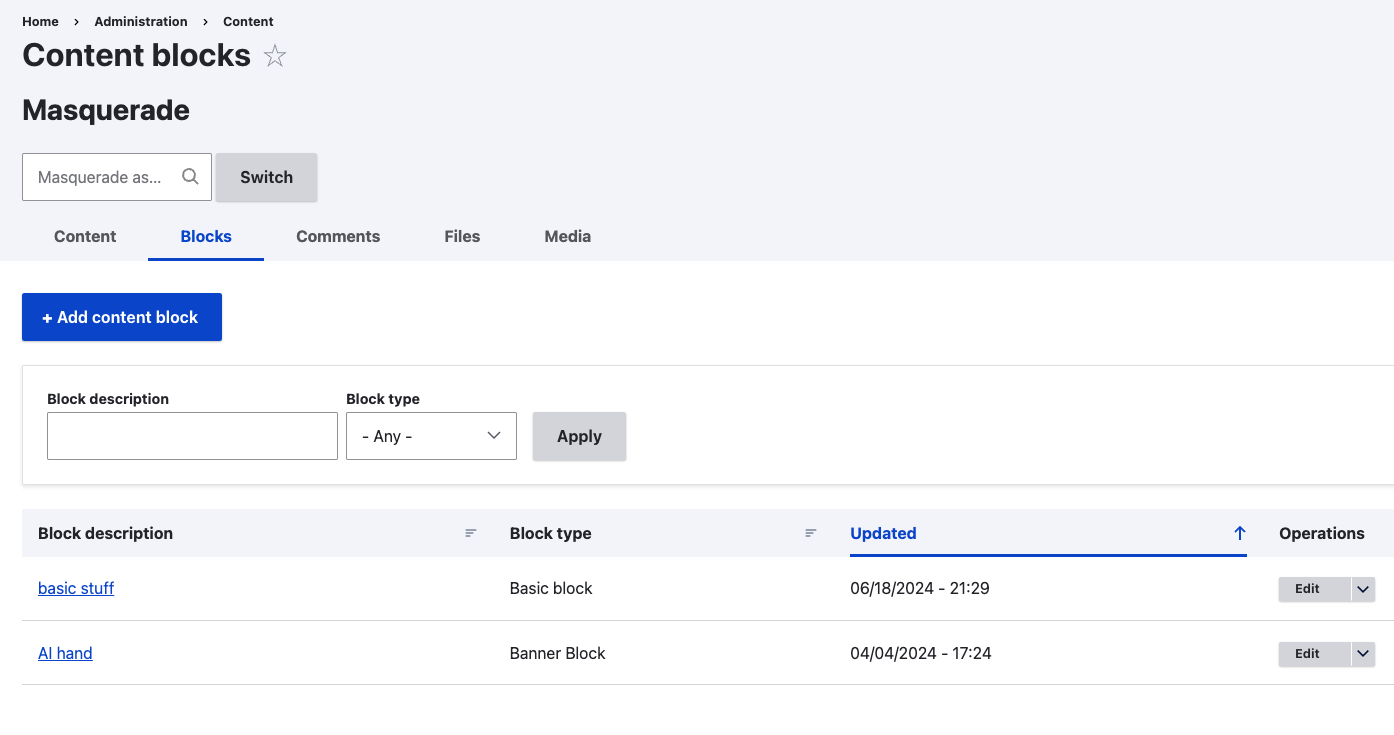 Home › Administration › Content
Content blocks
Masquerade
Masquerade as... Switch
Content Blocks Comments Files Media
+ Add content block
Block description Block type
- Any - Apply
Block description Block type Updated Operations
basic stuff Basic block 06/18/2024 - 21:29 Edit
AI hand Banner Block 04/04/2024 - 17:24 Edit